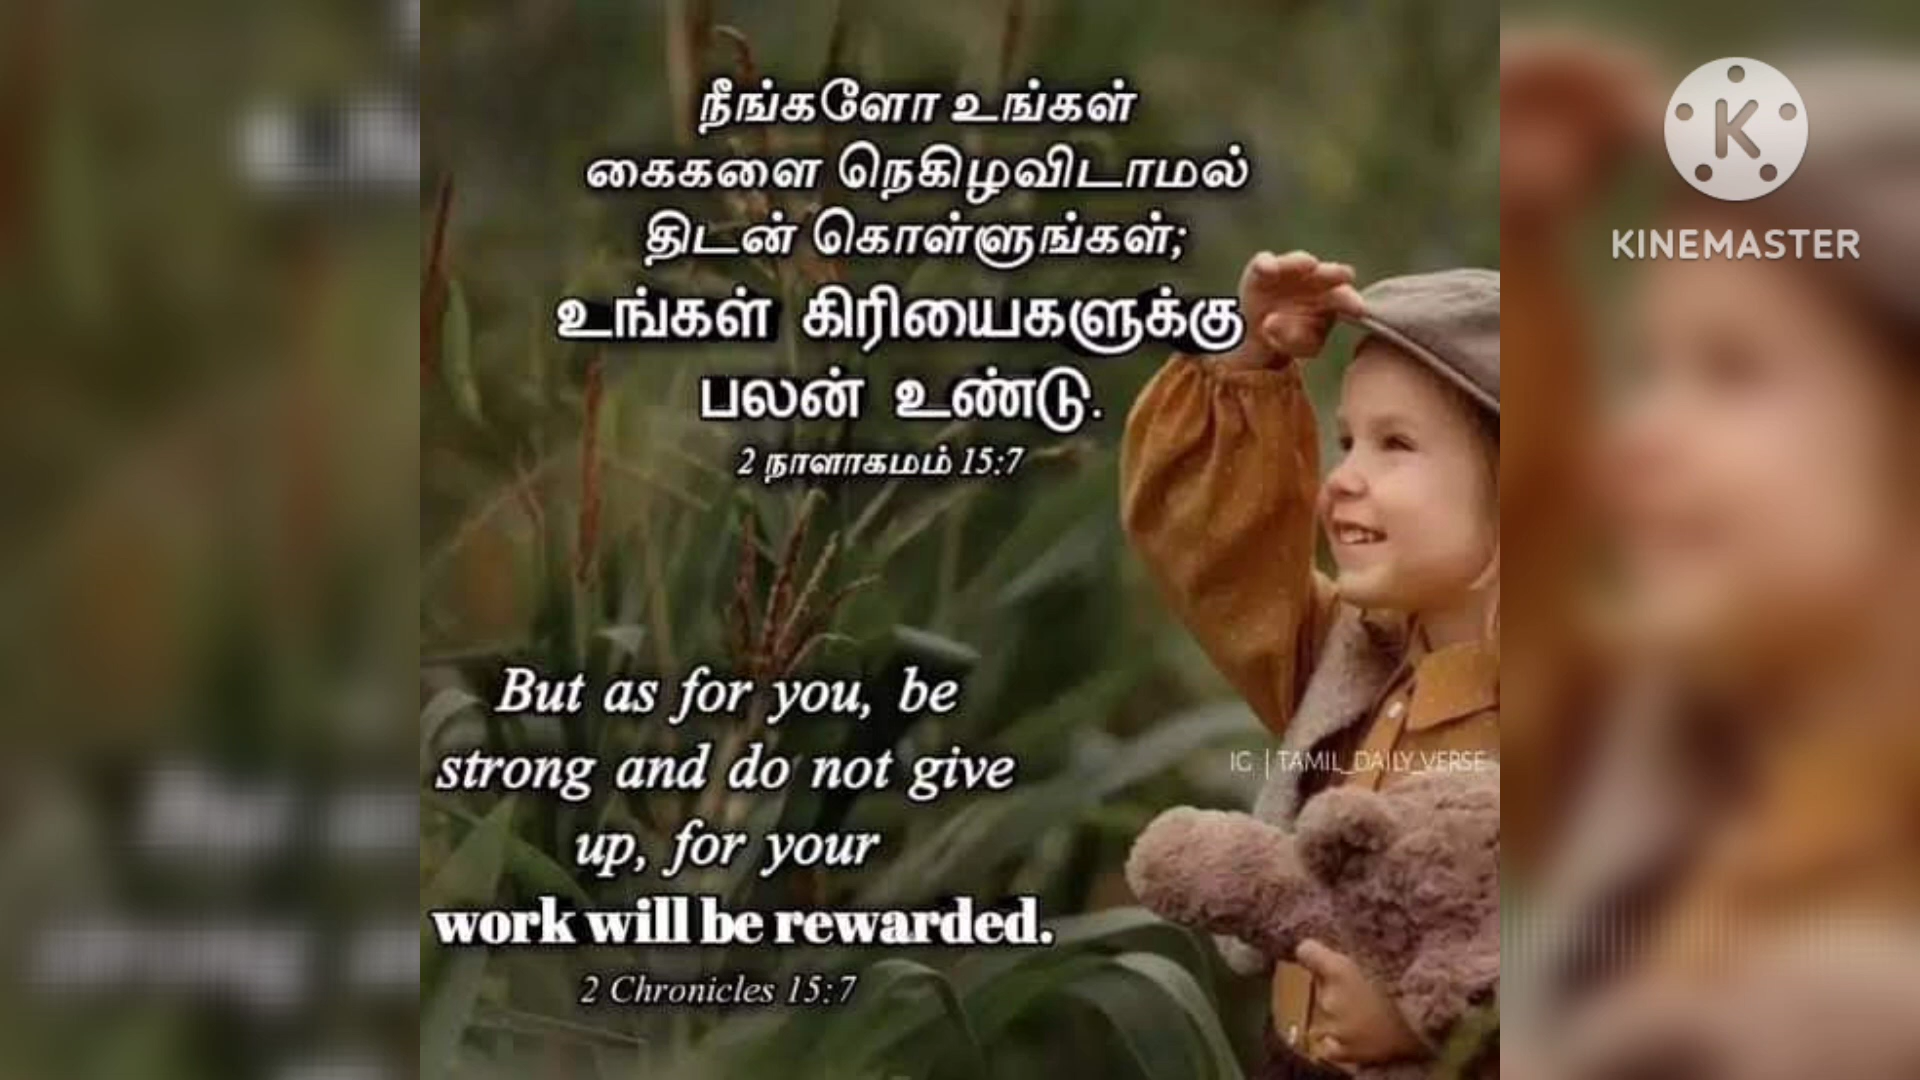 நீங்களோ உங்கள்
கைகளை நெகிழவிடாமல்
திடன் கொள்ளுங்கள்;
உங்கள் கிரியைகளுக்கு
பலன் உண்டு.
2 நாளாகமம் 15:7
But as for you, be
strong and do not give
up, for your
work will be rewarded.
2 Chronicles 15:7
IG | TAMIL_DAILY_VERSE
K
KINEMASTER